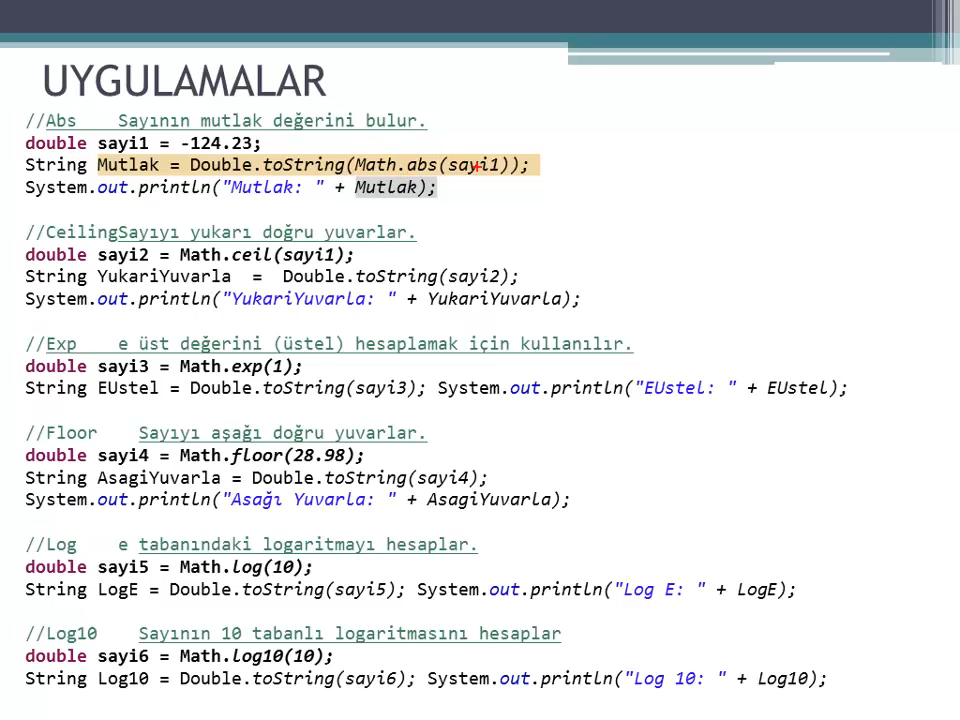 UYGULAMALAR
//Abs    Sayının mutlak değerini bulur.
double sayi1 = -124.23;
String Mutlak = Double.toString(Math.abs(sayi1));
System.out.println("Mutlak: " + Mutlak);
//CeilingSayıyı yukarı doğru yuvarlar.
double sayi2 = Math.ceil(sayi1);
String YukariYuvarla  =  Double.toString(sayi2);
System.out.println("YukariYuvarla: " + YukariYuvarla);
//Exp    e üst değerini (üstel) hesaplamak için kullanılır.
double sayi3 = Math.exp(1);
String EUstel = Double.toString(sayi3); System.out.println("EUstel: " + EUstel);
//Floor    Sayıyı aşağı doğru yuvarlar.
double sayi4 = Math.floor(28.98);
String AsagiYuvarla = Double.toString(sayi4);
System.out.println("Asağı Yuvarla: " + AsagiYuvarla);
//Log    e tabanındaki logaritmayı hesaplar.
double sayi5 = Math.log(10);
String LogE = Double.toString(sayi5); System.out.println("Log E: " + LogE);
//Log10    Sayının 10 tabanlı logaritmasını hesaplar
double sayi6 = Math.log10(10);
String Log10 = Double.toString(sayi6); System.out.println("Log 10: " + Log10);